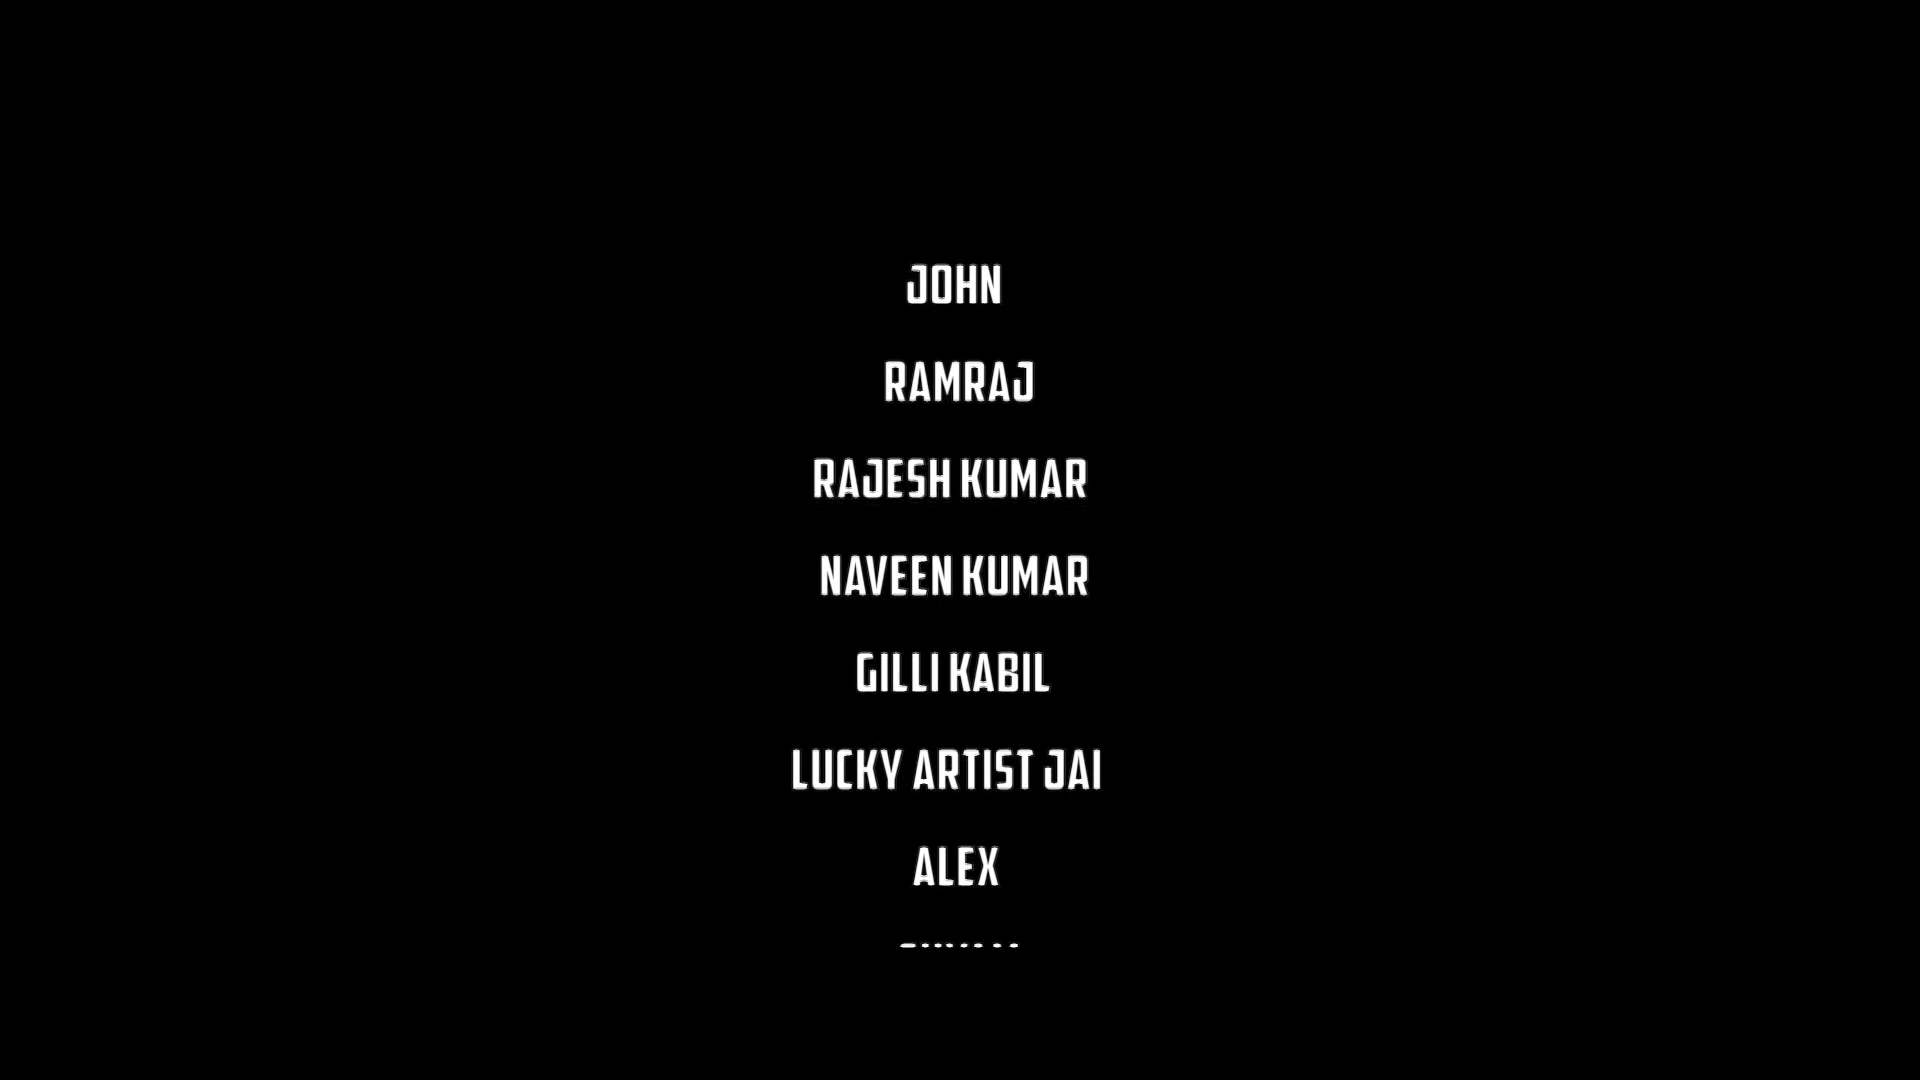 JOHN
RAMRAJ
RAJESH KUMAR
NAVEEN KUMAR
GILLI KABIL
LUCKY ARTIST JAI
ALEX